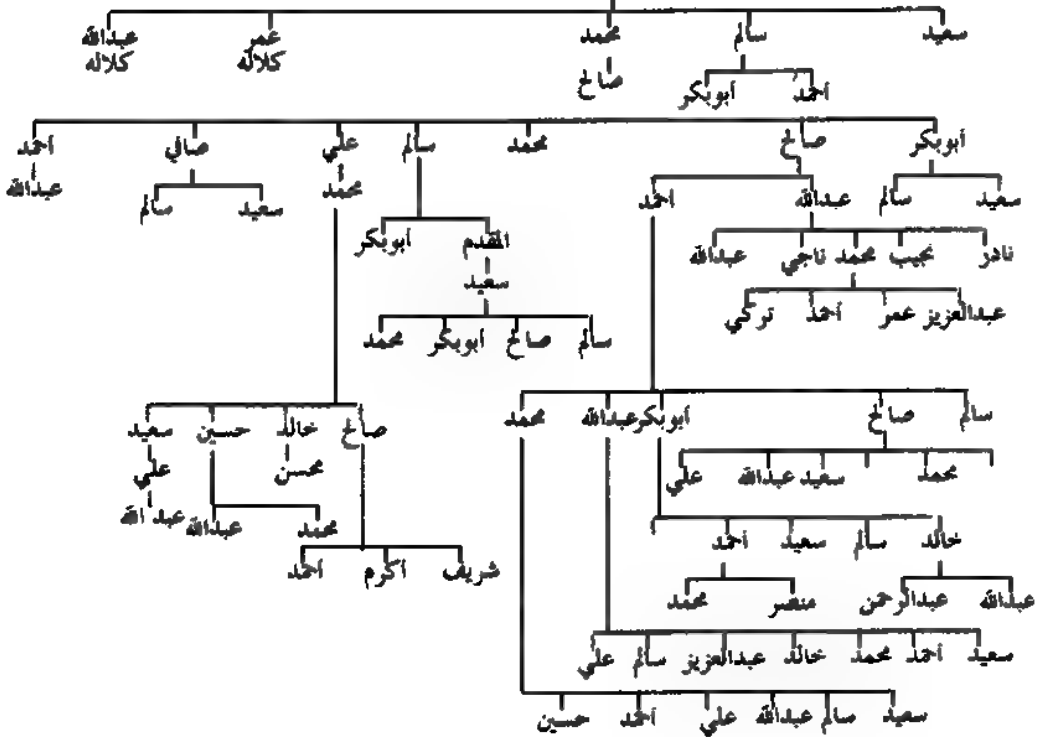 سعيد سالم محمد عمر عبدالله
كلاله كلاله
صالح
أحمد أبوبكر
أبوبكر صالح محمد سالم علي صافي أحمد
محمد عبدالله
سعيد سالم عبدالله أحمد سعيد سالم
المقدم أبوبكر
نادر نجيب محمد ناجي عبدالله
سعيد
عبدالعزيز عمر أحمد تركي
سالم صالح أبوبكر محمد
سالم صالح أبوبكر عبدالله محمد
صالح خالد حسين سعيد
محسن علي
محمد سعيد عبدالله علي
محمد عبدالله عبد الله
خالد سالم سعيد أحمد
شريف أكرم أحمد
عبدالله عبدالرحمن منصر محمد
سعيد أحمد محمد خالد عبدالعزيز سالم علي
سعيد سالم عبدالله علي أحمد حسين